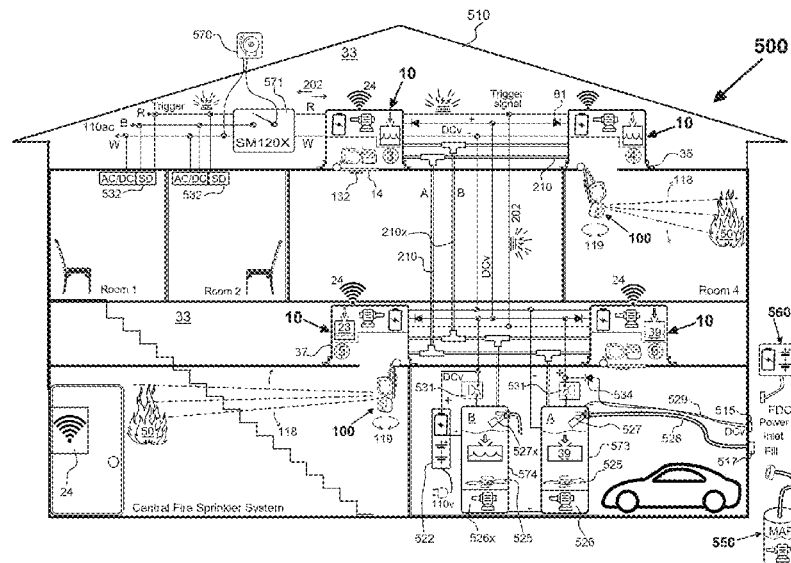 510
570
33
500
571
202
24
10
Trigger
R
R
Trigger
signal
81
B
110ac
SM120X
+
DCv
-
W
W
10
AC/DC SD
AC/DC SD
532
532
132
14
A
B
210
202
118
210x
210
DCv
119
100
50
24
24
Room 1
Room 2
Room 4
33
10
23
39
10
560
37
531
DCv
531
534
529
515
FDC
Power
Inlet
Fill
DCv
118
100
119
50
B
A
527
528
517
527x
573
39
574
24
110v
550
MAF
Central Fire Sprinkler System
522
526x
525